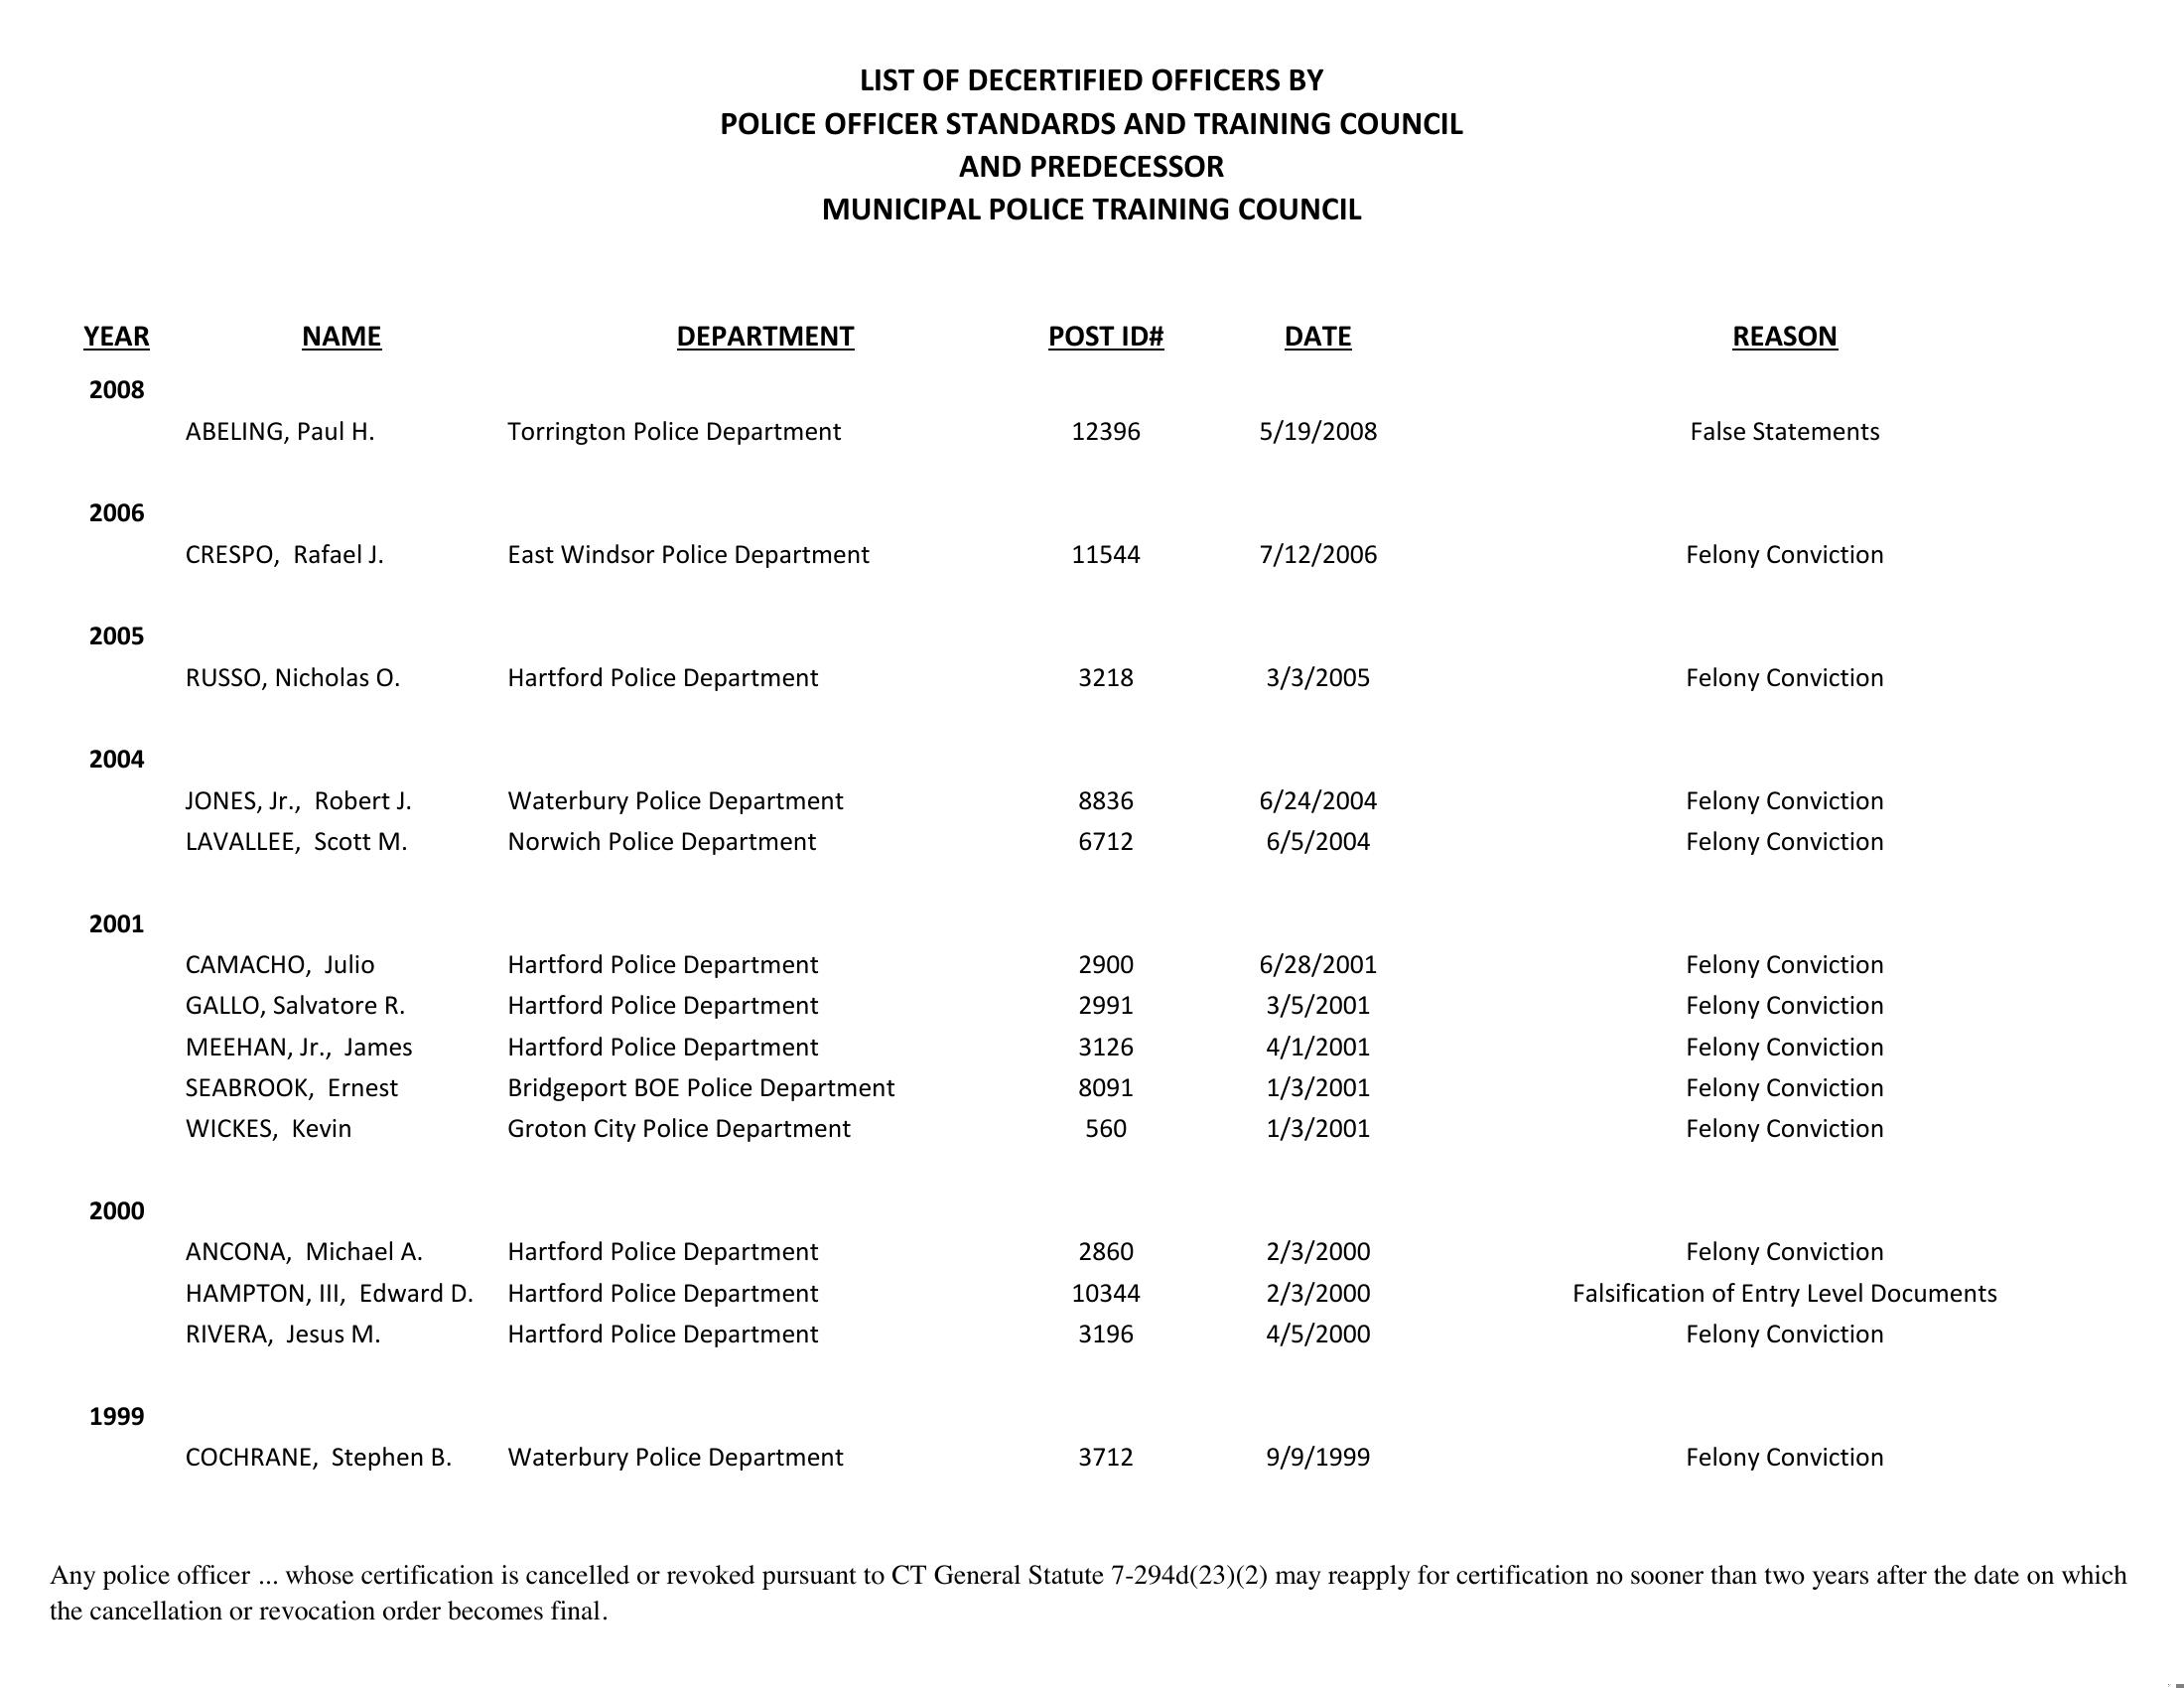 LIST OF DECERTIFIED OFFICERS BY
POLICE OFFICER STANDARDS AND TRAINING COUNCIL
AND PREDECESSOR
MUNICIPAL POLICE TRAINING COUNCIL
YEAR NAME DEPARTMENT POST ID# DATE REASON
2008
ABELING, Paul H. Torrington Police Department 12396 5/19/2008 False Statements
2006
CRESPO, Rafael J. East Windsor Police Department 11544 7/12/2006 Felony Conviction
2005
RUSSO, Nicholas O. Hartford Police Department 3218 3/3/2005 Felony Conviction
2004
JONES, Jr., Robert J. Waterbury Police Department 8836 6/24/2004 Felony Conviction
LAVALLEE, Scott M. Norwich Police Department 6712 6/5/2004 Felony Conviction
2001
CAMACHO, Julio Hartford Police Department 2900 6/28/2001 Felony Conviction
GALLO, Salvatore R. Hartford Police Department 2991 3/5/2001 Felony Conviction
MEEHAN, Jr., James Hartford Police Department 3126 4/1/2001 Felony Conviction
SEABROOK, Ernest Bridgeport BOE Police Department 8091 1/3/2001 Felony Conviction
WICKES, Kevin Groton City Police Department 560 1/3/2001 Felony Conviction
2000
ANCONA, Michael A. Hartford Police Department 2860 2/3/2000 Felony Conviction
HAMPTON, III, Edward D. Hartford Police Department 10344 2/3/2000 Falsification of Entry Level Documents
RIVERA, Jesus M. Hartford Police Department 3196 4/5/2000 Felony Conviction
1999
COCHRANE, Stephen B. Waterbury Police Department 3712 9/9/1999 Felony Conviction
Any police officer ... whose certification is cancelled or revoked pursuant to CT General Statute 7-294d(23)(2) may reapply for certification no sooner than two years after the date on which
the cancellation or revocation order becomes final.